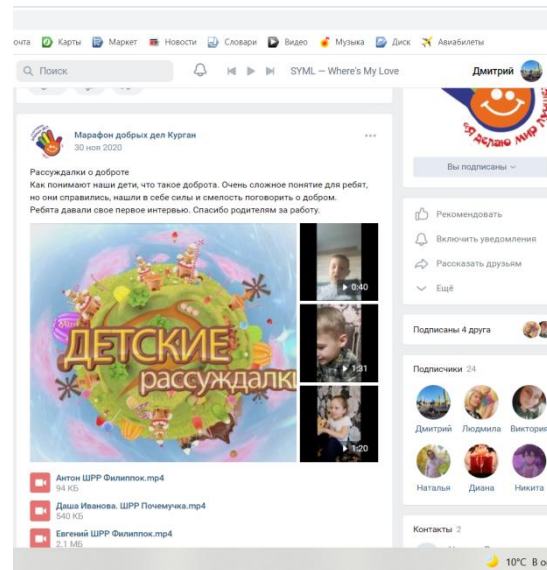 очта Карты Маркет Новости Словари Видео Музыка Диск Авиабилеты
Поиск
SYML — Where's My Love
Дмитрий
Марафон добрых дел Курган
30 ноя 2020
Рассуждалки о доброте
Как понимают наши дети, что такое доброта. Очень сложное понятие для ребят,
но они справились, нашли в себе силы и смелость поговорить о добром.
Ребята давали свое первое интервью. Спасибо родителям за работу.
ДЕТСКИЕ
рассуждалки
0:40
1:31
1:20
Антон ШРР Филиппок.mp4
94 КБ
Даша Иванова. ШРР Почемучка.mp4
540 КБ
Евгений ШРР Филиппок.mp4
2.1 МБ
Я делаю мир лучше
Вы подписаны
Рекомендовать
Включить уведомления
Рассказать друзьям
Ещё
Подписаны 4 друга
Подписчики 24
Дмитрий Людмила Виктория
Наталья Диана Никита
Контакты 2
10°C В о